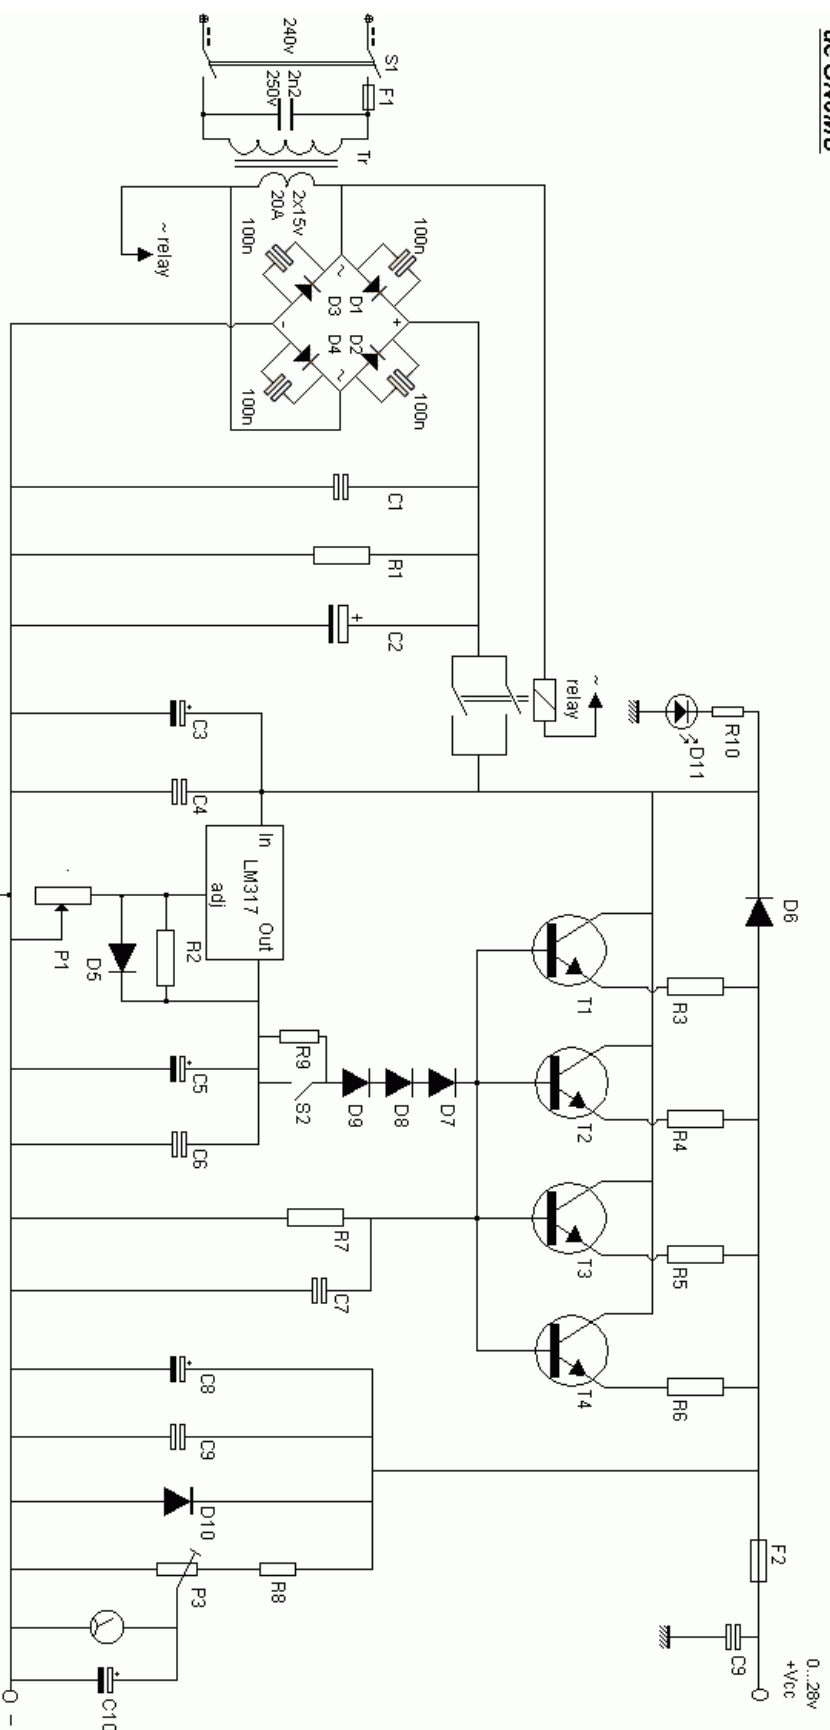 240v
S1
F1
2n2
250v
Tr
2x15v
20A
~ relay
100n
100n
100n
100n
D1
D2
D3
D4
~
~
+
-
C1
R1
C2
+
~
relay
R10
D11
C3
C4
In
LM317
Out
adj
R2
D5
P1
D6
T1
R3
T2
R4
T3
R5
T4
R6
R9
S2
D9
D8
D7
C5
C6
R7
C7
C8
C9
D10
R8
P3
C10
F2
C9
0...28v
+Vcc
-